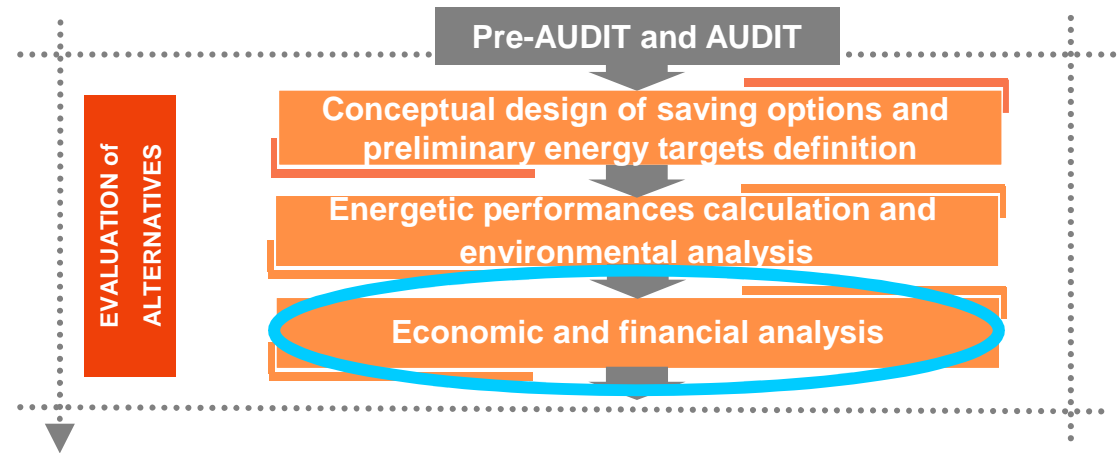 Pre-AUDIT and AUDIT
EVALUATION of
ALTERNATIVES
Conceptual design of saving options and
preliminary energy targets definition
Energetic performances calculation and
environmental analysis
Economic and financial analysis